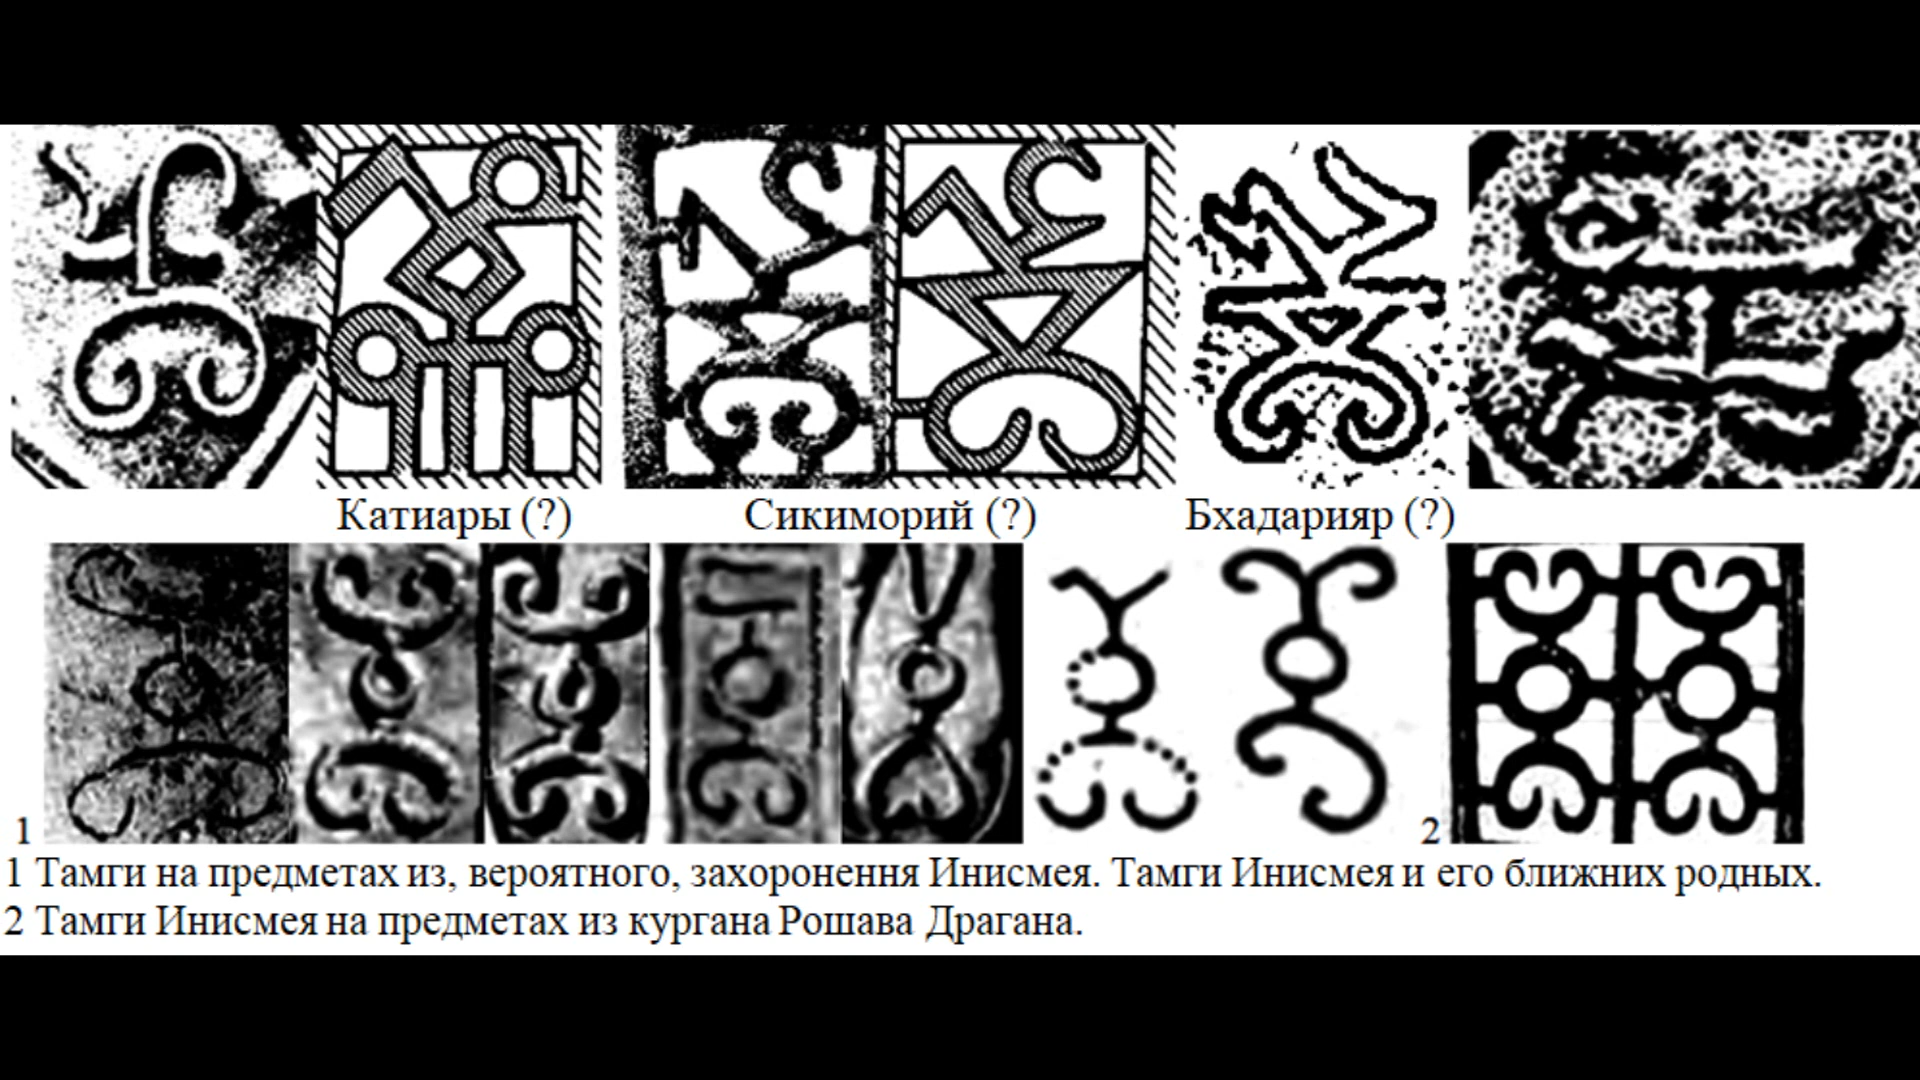 Катиары (?) Сикиморий (?) Бхадарияр (?)
1 2
1 Тамги на предметах из, вероятного, захоронення Инисмея. Тамги Инисмея и его ближних родных.
2 Тамги Инисмея на предметах из кургана Рошава Драгана.